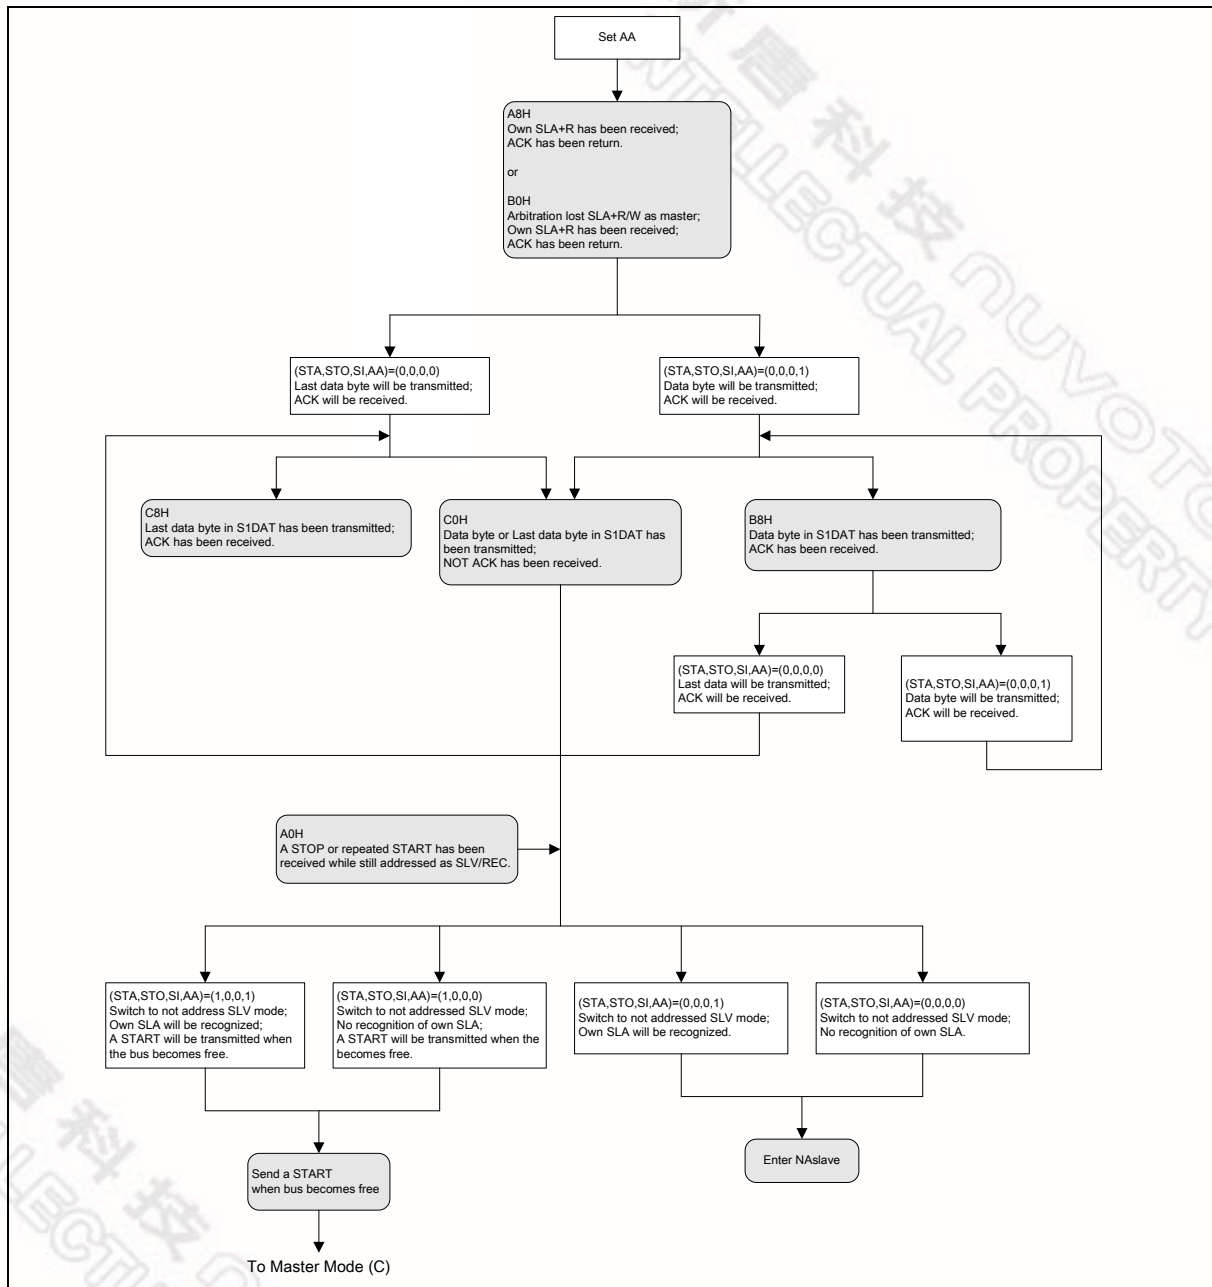 Set AA
A8H
Own SLA+R has been received;
ACK has been return.
or
B0H
Arbitration lost SLA+R/W as master;
Own SLA+R has been received;
ACK has been return.
(STA,STO,SI,AA)=(0,0,0,0)
Last data byte will be transmitted;
ACK will be received.
(STA,STO,SI,AA)=(0,0,0,1)
Data byte will be transmitted;
ACK will be received.
C8H
Last data byte in S1DAT has been transmitted;
ACK has been received.
C0H
Data byte or Last data byte in S1DAT has
been transmitted;
NOT ACK has been received.
B8H
Data byte in S1DAT has been transmitted;
ACK has been received.
(STA,STO,SI,AA)=(0,0,0,0)
Last data will be transmitted;
ACK will be received.
(STA,STO,SI,AA)=(0,0,0,1)
Data byte will be transmitted;
ACK will be received.
A0H
A STOP or repeated START has been
received while still addressed as SLV/REC.
(STA,STO,SI,AA)=(1,0,0,1)
Switch to not address SLV mode;
Own SLA will be recognized;
A START will be transmitted when
the bus becomes free.
(STA,STO,SI,AA)=(1,0,0,0)
Switch to not addressed SLV mode;
No recognition of own SLA;
A START will be transmitted when the
becomes free.
(STA,STO,SI,AA)=(0,0,0,1)
Switch to not addressed SLV mode;
Own SLA will be recognized.
(STA,STO,SI,AA)=(0,0,0,0)
Switch to not addressed SLV mode;
No recognition of own SLA.
Send a START
when bus becomes free
Enter NAslave
To Master Mode (C)
唐科技 nuvoTo
INTELLECTUAL PROPERTY
唐科技
LLECTUAL